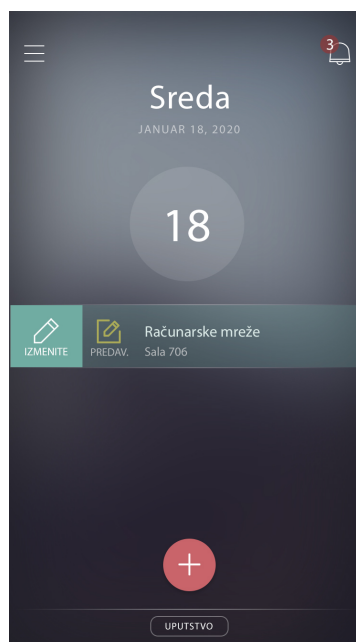 3
Sreda
JANUAR 18, 2020
18
IZMENITE
PREDAV.
Računarske mreže
Sala 706
UPUTSTVO